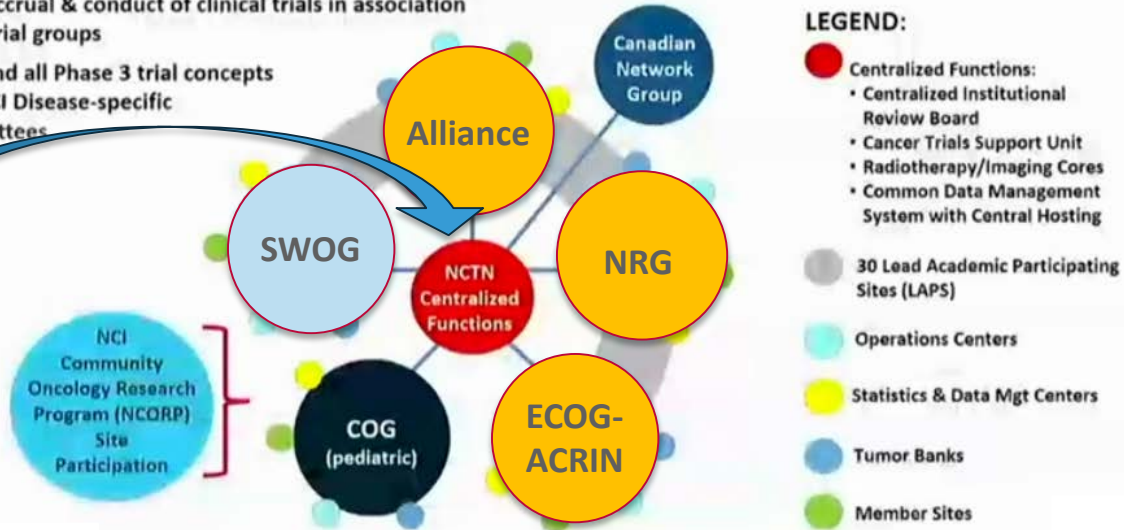 ccrual & conduct of clinical trials in association
rial groups
nd all Phase 3 trial concepts
CI Disease-specific
ttees
Canadian
Network
Group
Alliance
SWOG
NRG
NCTN
Centralized
Functions
NCI
Community
Oncology Research
Program (NCORP)
Site
Participation
COG
(pediatric)
ECOG-
ACRIN
LEGEND:
Centralized Functions:
• Centralized Institutional
Review Board
• Cancer Trials Support Unit
• Radiotherapy/Imaging Cores
• Common Data Management
System with Central Hosting
30 Lead Academic Participating
Sites (LAPS)
Operations Centers
Statistics & Data Mgt Centers
Tumor Banks
Member Sites